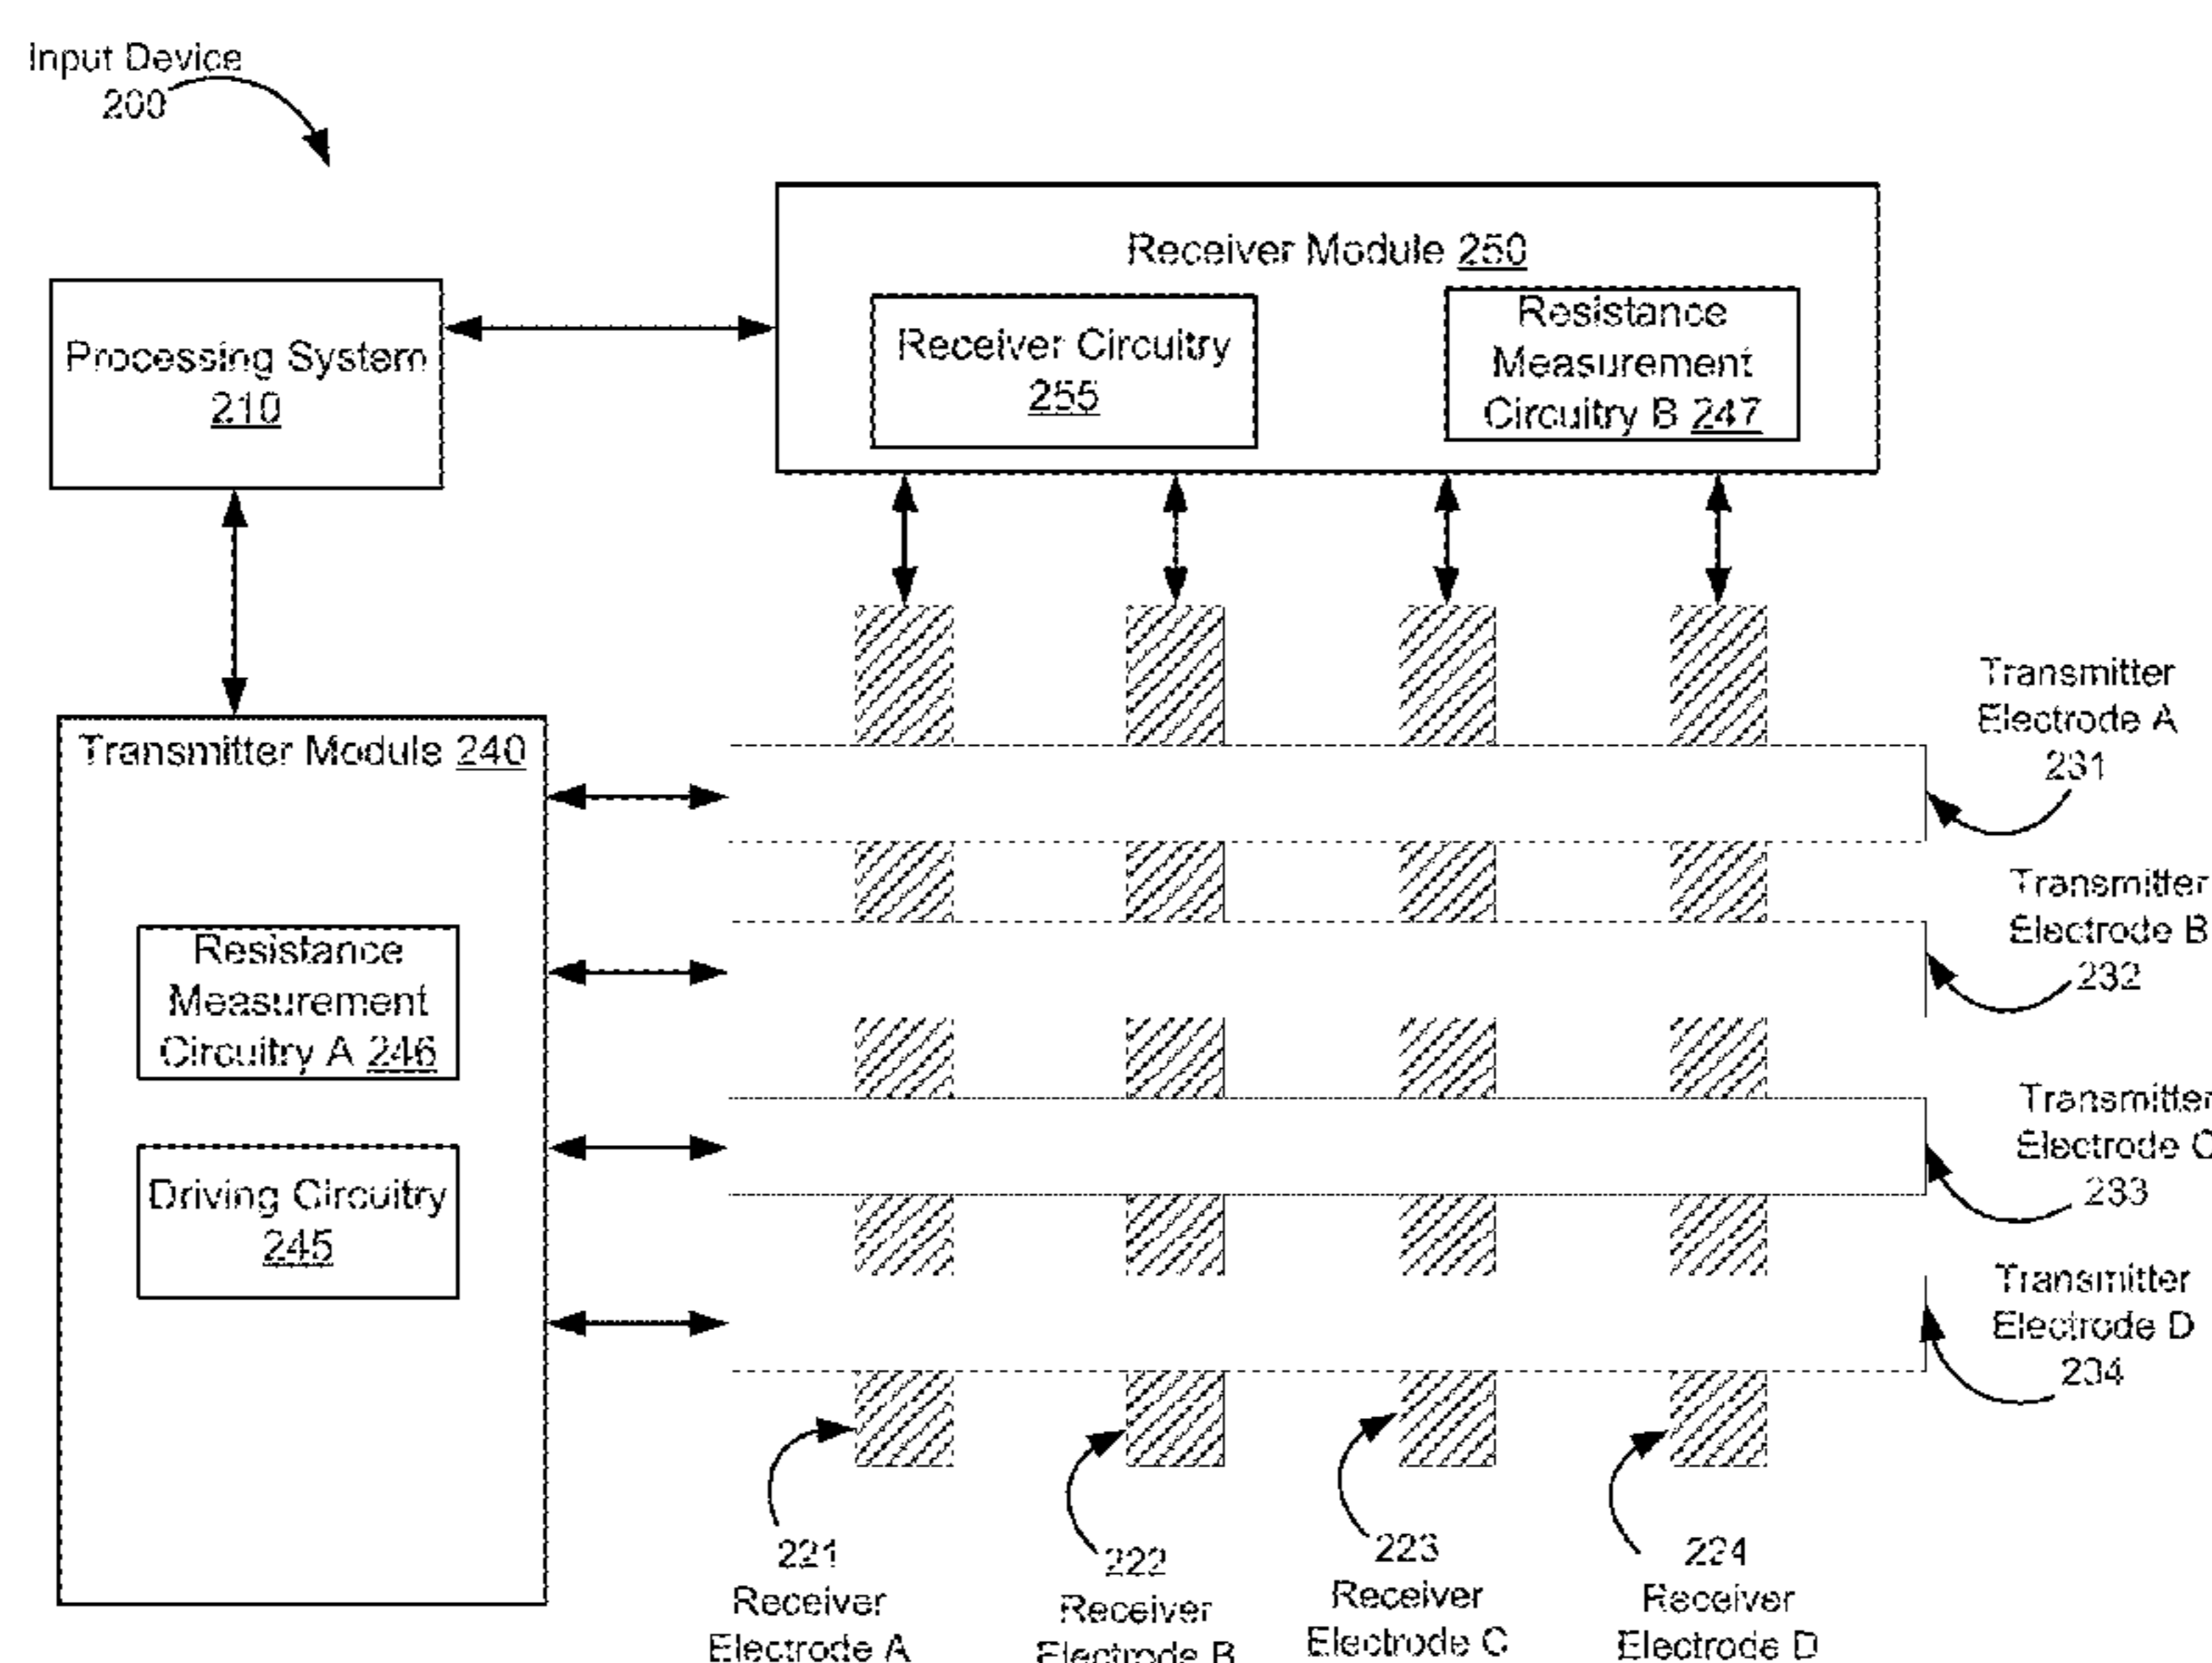 Input Device
200
Receiver Module 250
Receiver Circuitry
255
Resistance
Measurement
Circuitry B 247
Processing System
210
Transmitter Module 240
Resistance
Measurement
Circuitry A 246
Driving Circuitry
245
Transmitter
Electrode A
231
Transmitter
Electrode B
232
Transmitter
Electrode C
233
Transmitter
Electrode D
234
221
Receiver
Electrode A
222
Receiver
Electrode B
223
Receiver
Electrode C
224
Receiver
Electrode D